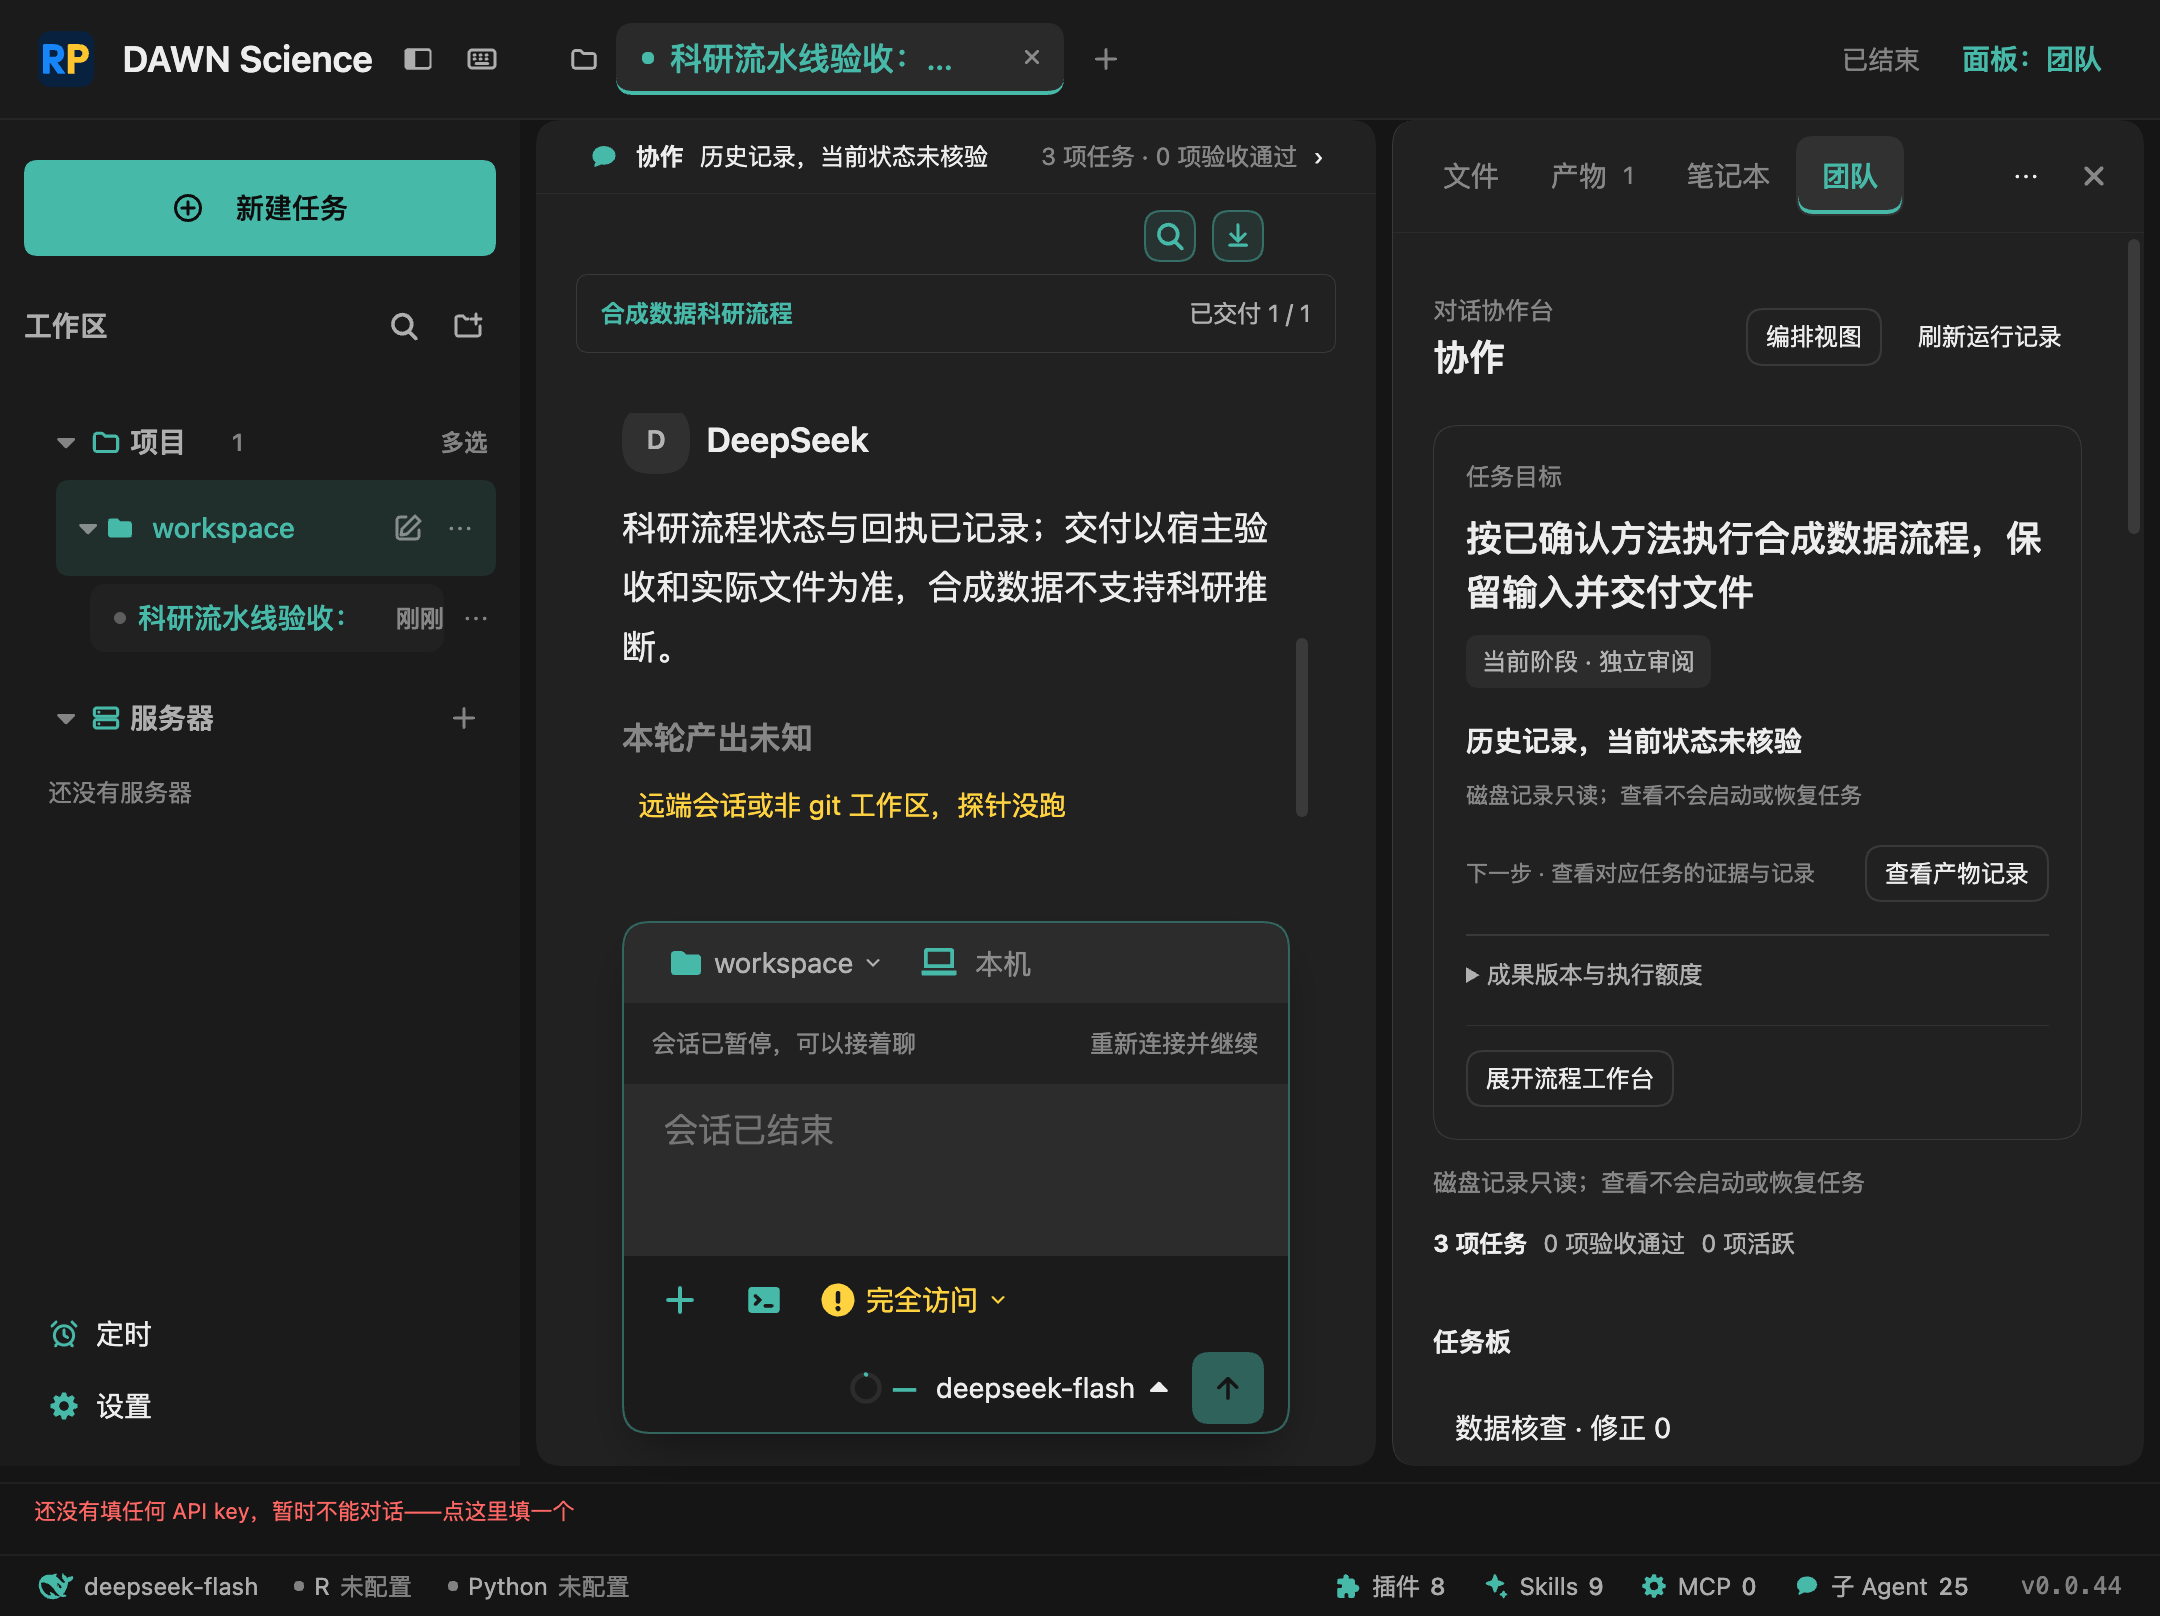 RP DAWN Science
科研流水线验收：...
已结束
面板：团队
新建任务
工作区
项目 1 多选
workspace
科研流水线验收： 刚刚
服务器
还没有服务器
定时
设置
协作 历史记录，当前状态未核验 3 项任务 · 0 项验收通过
合成数据科研流程 已交付 1 / 1
D DeepSeek
科研流程状态与回执已记录；交付以宿主验
收和实际文件为准，合成数据不支持科研推
断。
本轮产出未知
远端会话或非 git 工作区，探针没跑
workspace 本机
会话已暂停，可以接着聊 重新连接并继续
会话已结束
完全访问
deepseek-flash
文件 产物 1 笔记本 团队
对话协作台
协作
编排视图 刷新运行记录
任务目标
按已确认方法执行合成数据流程，保
留输入并交付文件
当前阶段 · 独立审阅
历史记录，当前状态未核验
磁盘记录只读；查看不会启动或恢复任务
下一步 · 查看对应任务的证据与记录 查看产物记录
成果版本与执行额度
展开流程工作台
磁盘记录只读；查看不会启动或恢复任务
3 项任务 0 项验收通过 0 项活跃
任务板
数据核查 · 修正 0
还没有填任何 API key，暂时不能对话——点这里填一个
deepseek-flash R 未配置 Python 未配置
插件 8 Skills 9 MCP 0 子 Agent 25 v0.0.44